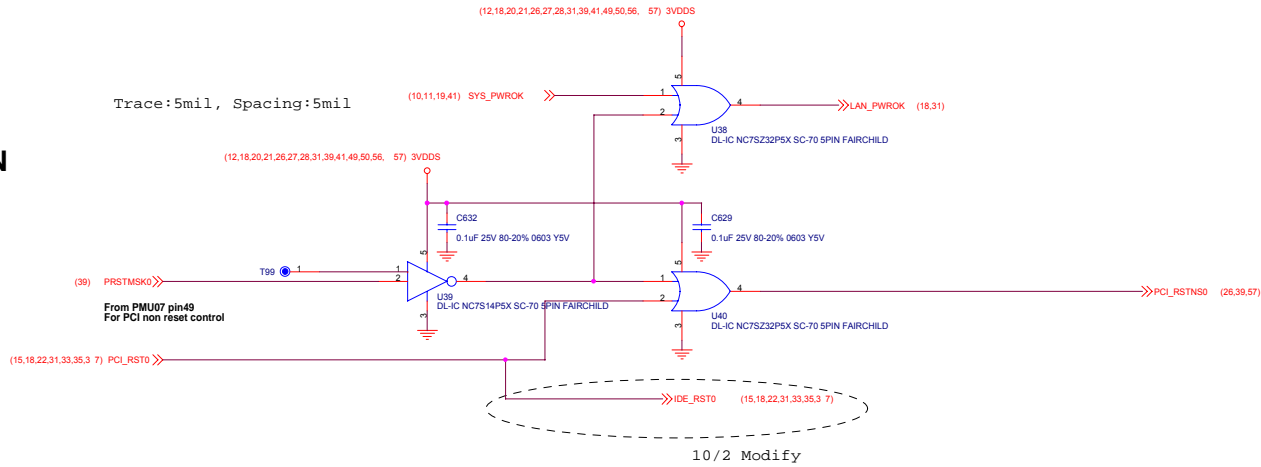 (12,18,20,21,26,27,28,31,39,41,49,50,56, 57) 3VDDS
5
Trace:5mil, Spacing:5mil
(10,11,19,41) SYS_PWROK
1
2
4
LAN_PWROK (18,31)
3
U38
DL-IC NC7SZ32P5X SC-70 5PIN FAIRCHILD
N
(12,18,20,21,26,27,28,31,39,41,49,50,56, 57) 3VDDS
C632
0.1uF 25V 80-20% 0603 Y5V
C629
0.1uF 25V 80-20% 0603 Y5V
5
5
T99
1
1
(39) PRSTMSK0
2
4
1
2
4
PCI_RSTNS0 (26,39,57)
From PMU07 pin49
For PCI non reset control
3
U39
DL-IC NC7S14P5X SC-70 5PIN FAIRCHILD
3
U40
DL-IC NC7SZ32P5X SC-70 5PIN FAIRCHILD
(15,18,22,31,33,35,3 7) PCI_RST0
IDE_RST0 (15,18,22,31,33,35,3 7)
10/2 Modify